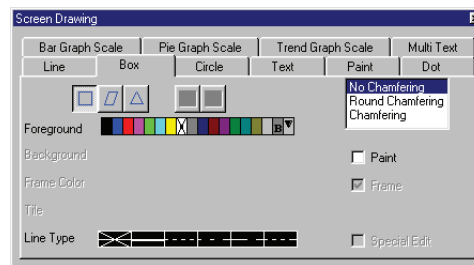 Screen Drawing
Bar Graph Scale Pie Graph Scale Trend Graph Scale Multi Text
Line Box Circle Text Paint Dot
No Chamfering
Round Chamfering
Chamfering
Foreground B
Background Paint
Frame Color Frame
Tile
Line Type Special Edit